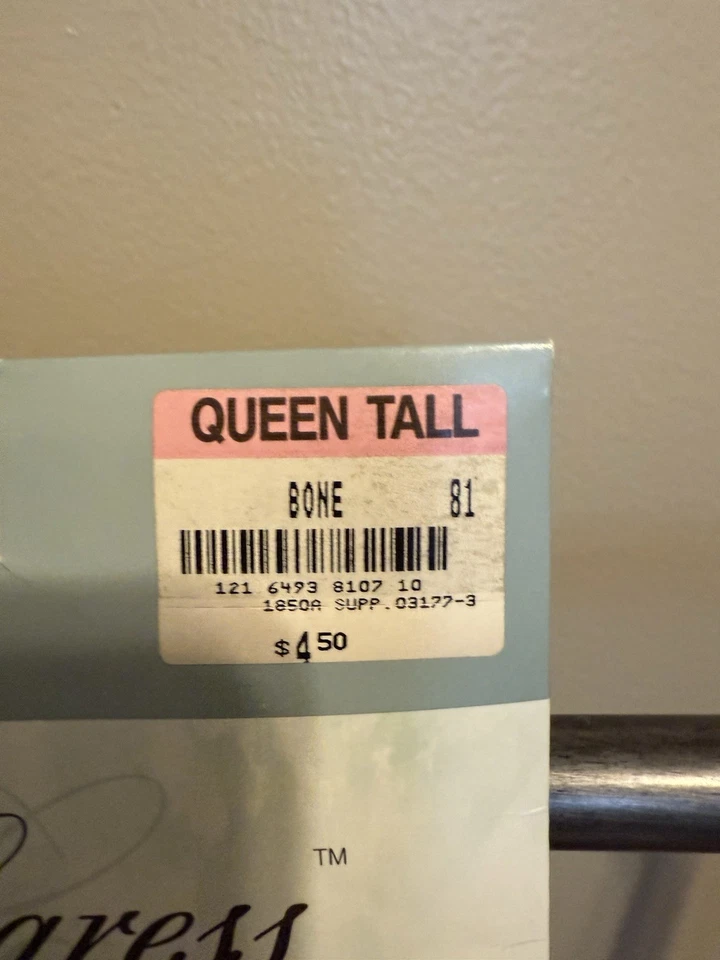 QUEEN TALL
BONE 81
121 6493 8107 10
1850A SUPP.03177-3
$4.50
TM